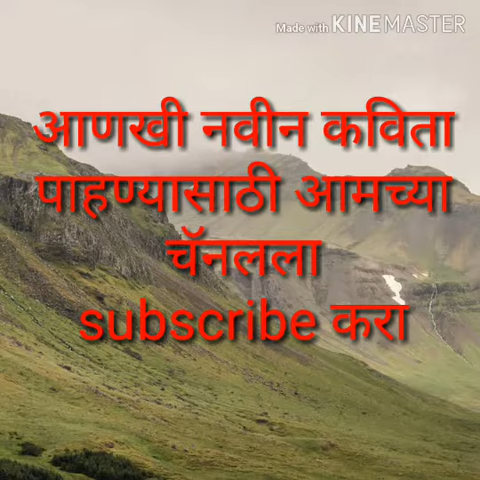 Made with KINEMASTER
आणखी नवीन कविता
पाहण्यासाठी आमच्या
चॅनलला
subscribe करा